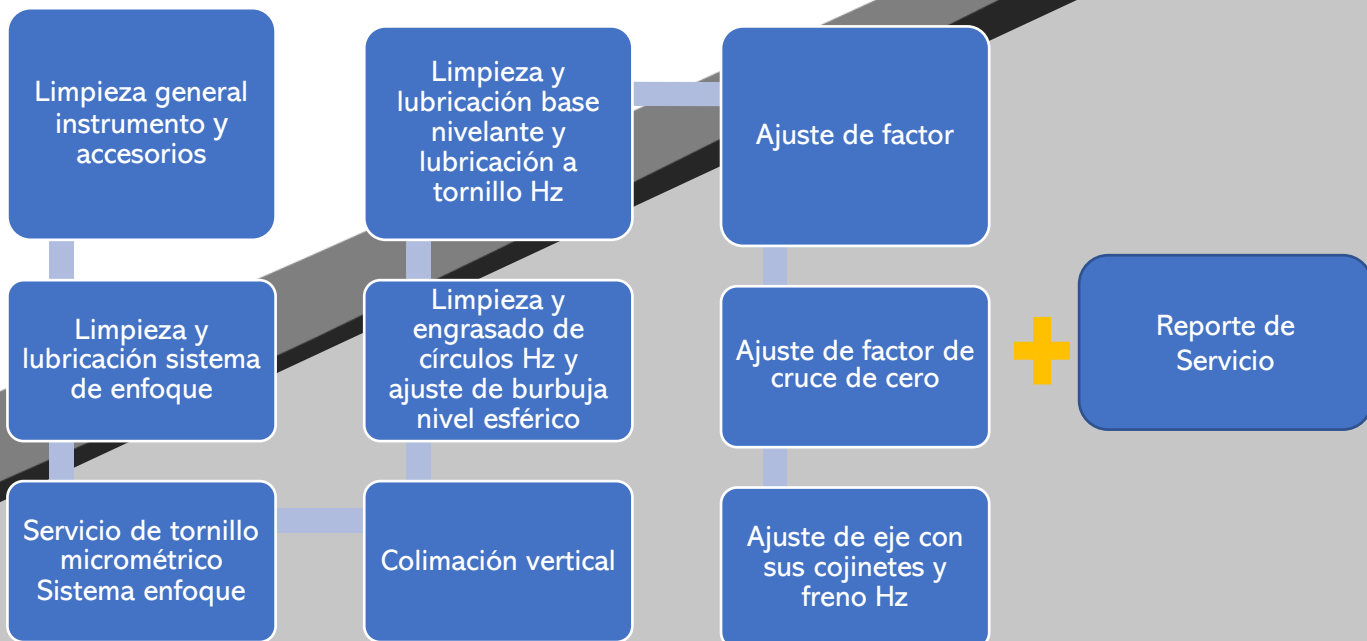 Limpieza general
instrumento y
accesorios
Limpieza y
lubricación sistema
de enfoque
Servicio de tornillo
micrométrico
Sistema enfoque
Colimación vertical
Limpieza y
engrasado de
círculos Hz y
ajuste de burbuja
nivel esférico
Limpieza y
lubricación base
nivelante y
lubricación a
tornillo Hz
Ajuste de factor
Ajuste de factor de
cruce de cero
Ajuste de eje con
sus cojinetes y
freno Hz
Reporte de
Servicio